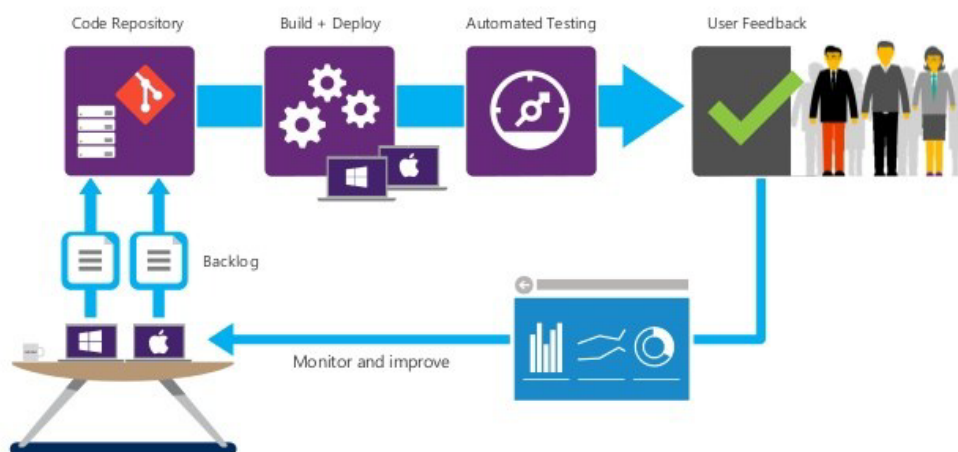 Code Repository
Build + Deploy
Automated Testing
User Feedback
Backlog
Monitor and improve